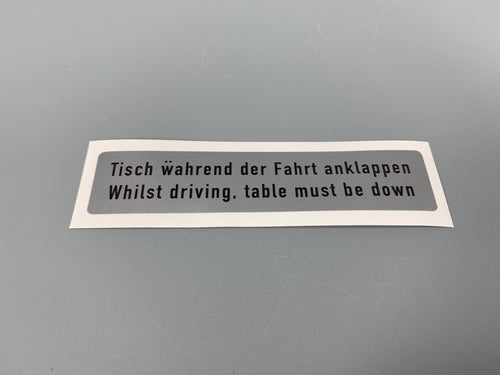 Tisch während der Fahrt anklappen
Whilst driving, table must be down